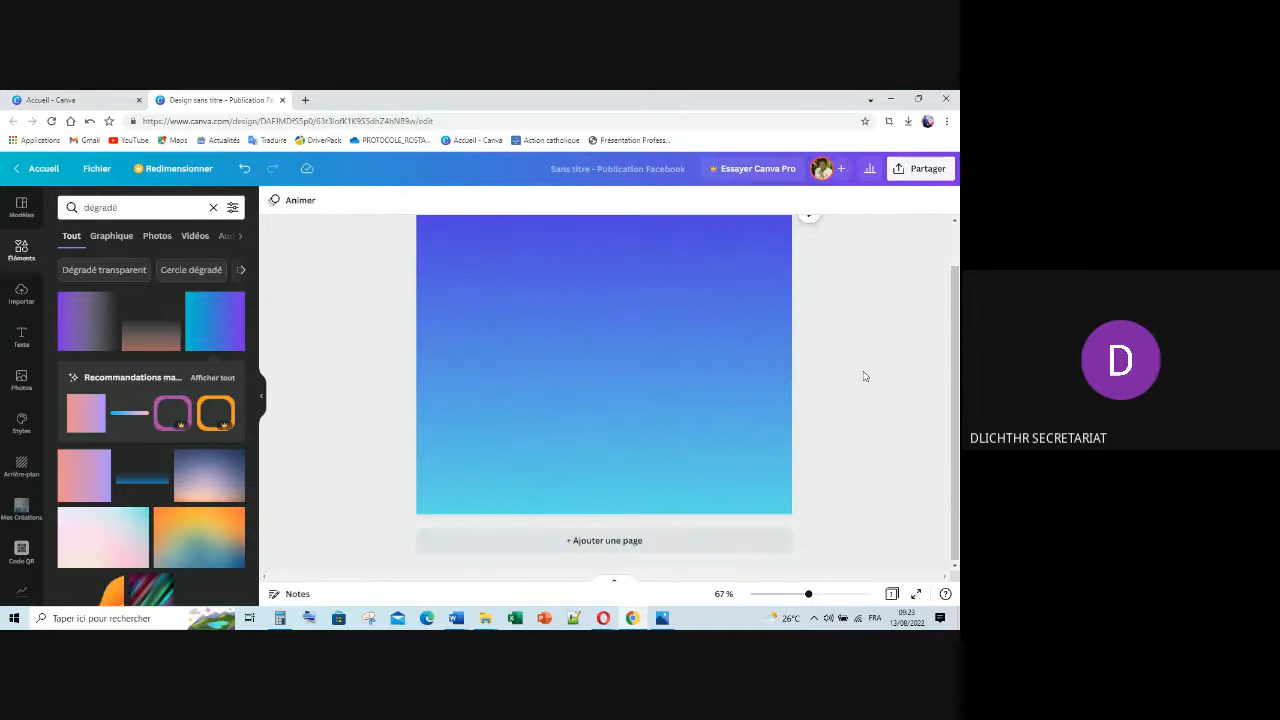 Accueil - Canva
Design sans titre - Publication Fa
https://www.canva.com/design/
Applications
Gmail
YouTube
Maps
Actualités
Traduire
DriverPack
PROTOCOLE_ROSTA...
Accueil - Canva
Action catholique
Présentation Profess...
Accueil
Fichier
Redimensionner
Sans titre - Publication Facebook
Essayer Canva Pro
Partager
Modèles
Éléments
Importer
Texte
Photos
Styles
Arrière-plan
Mes Créations
Code QR
dégradé
Tout
Graphique
Photos
Vidéos
Dégradé transparent
Cercle dégradé
Recommandations ma...
Afficher tout
Animer
+ Ajouter une page
Notes
67 %
1
D
DLICHTHR SECRETARIAT
Taper ici pour rechercher
26°C
FRA
09:23
13/08/2022